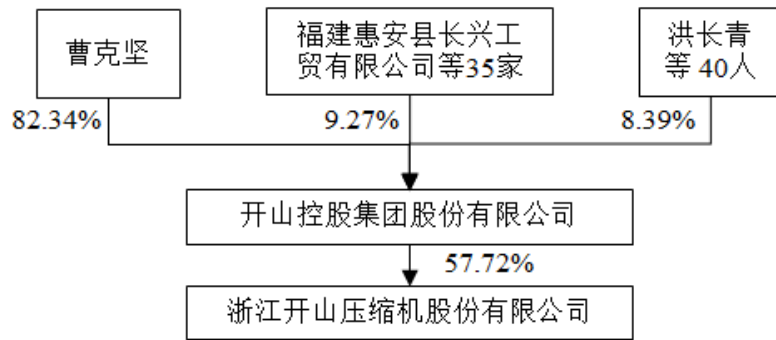 曹克坚
福建惠安县长兴工
贸有限公司等35家
洪长青
等 40人
82.34%
9.27%
8.39%
开山控股集团股份有限公司
57.72%
浙江开山压缩机股份有限公司